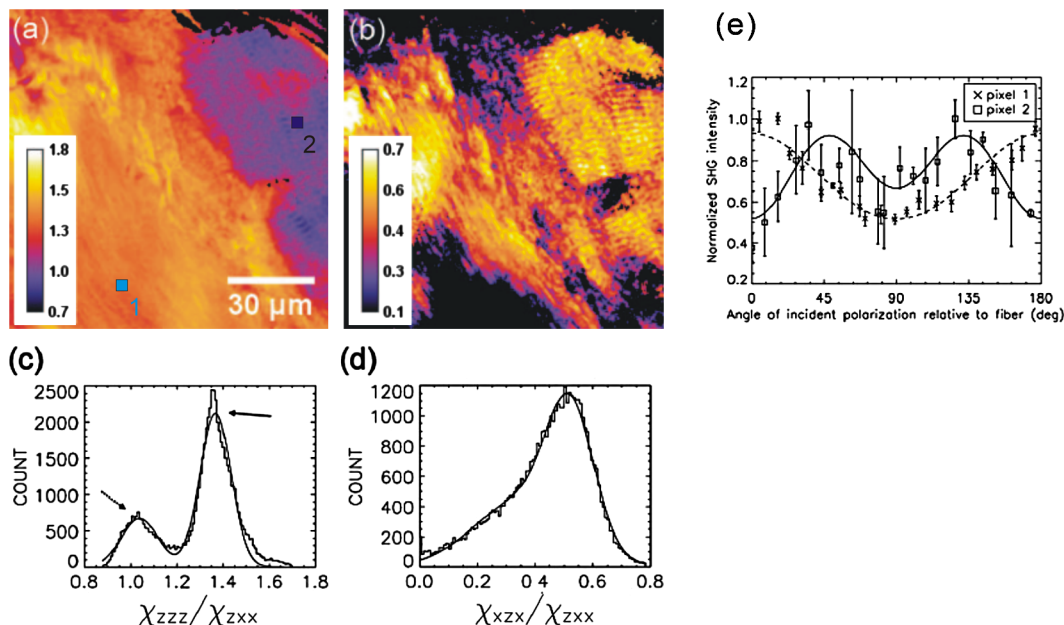 (a)
2
1.8
1.5
1.3
1.0
0.7
1
30 µm
(b)
0.7
0.6
0.4
0.3
0.1
(e)
Normalized SHG intensity
1.2
1.0
0.8
0.6
0.4
0.2
× pixel 1
□ pixel 2
0 45 90 135 180
Angle of incident polarization relative to fiber (deg)
(c)
COUNT
2500
2000
1500
1000
500
0
0.8 1.0 1.2 1.4 1.6 1.8
χzzz/χzxx
(d)
COUNT
1200
1000
800
600
400
200
0
0.0 0.2 0 4 0.6 0.8
χxzx/χzxx